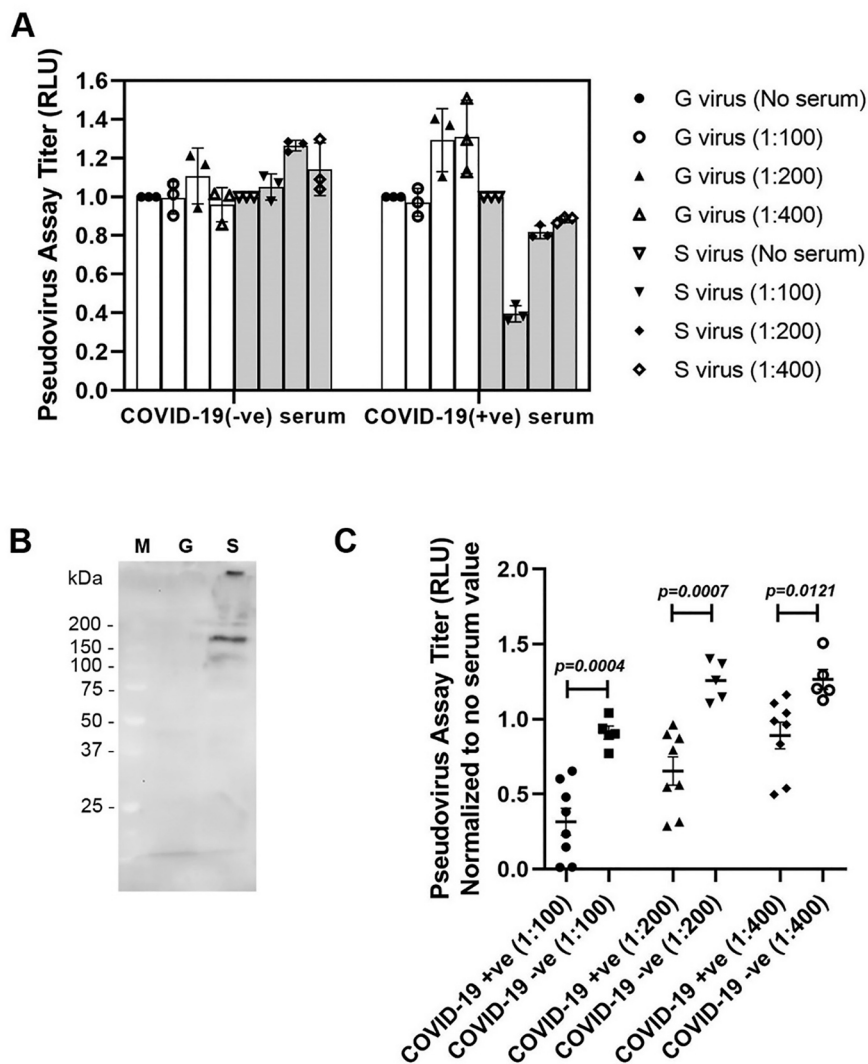 A
Pseudovirus Assay Titer (RLU)
1.6
1.4
1.2
1.0
0.8
0.6
0.4
0.2
0.0
COVID-19(-ve) serum
COVID-19(+ve) serum
G virus (No serum)
G virus (1:100)
G virus (1:200)
G virus (1:400)
S virus (No serum)
S virus (1:100)
S virus (1:200)
S virus (1:400)
B
M G S
kDa
200 -
150 -
100 -
75 -
50 -
37 -
25 -
C
Pseudovirus Assay Titer (RLU)
Normalized to no serum value
2.0
1.5
1.0
0.5
0.0
p=0.0004
p=0.0007
p=0.0121
COVID-19 +ve (1:100)
COVID-19 -ve (1:100)
COVID-19 +ve (1:200)
COVID-19 -ve (1:200)
COVID-19 +ve (1:400)
COVID-19 -ve (1:400)